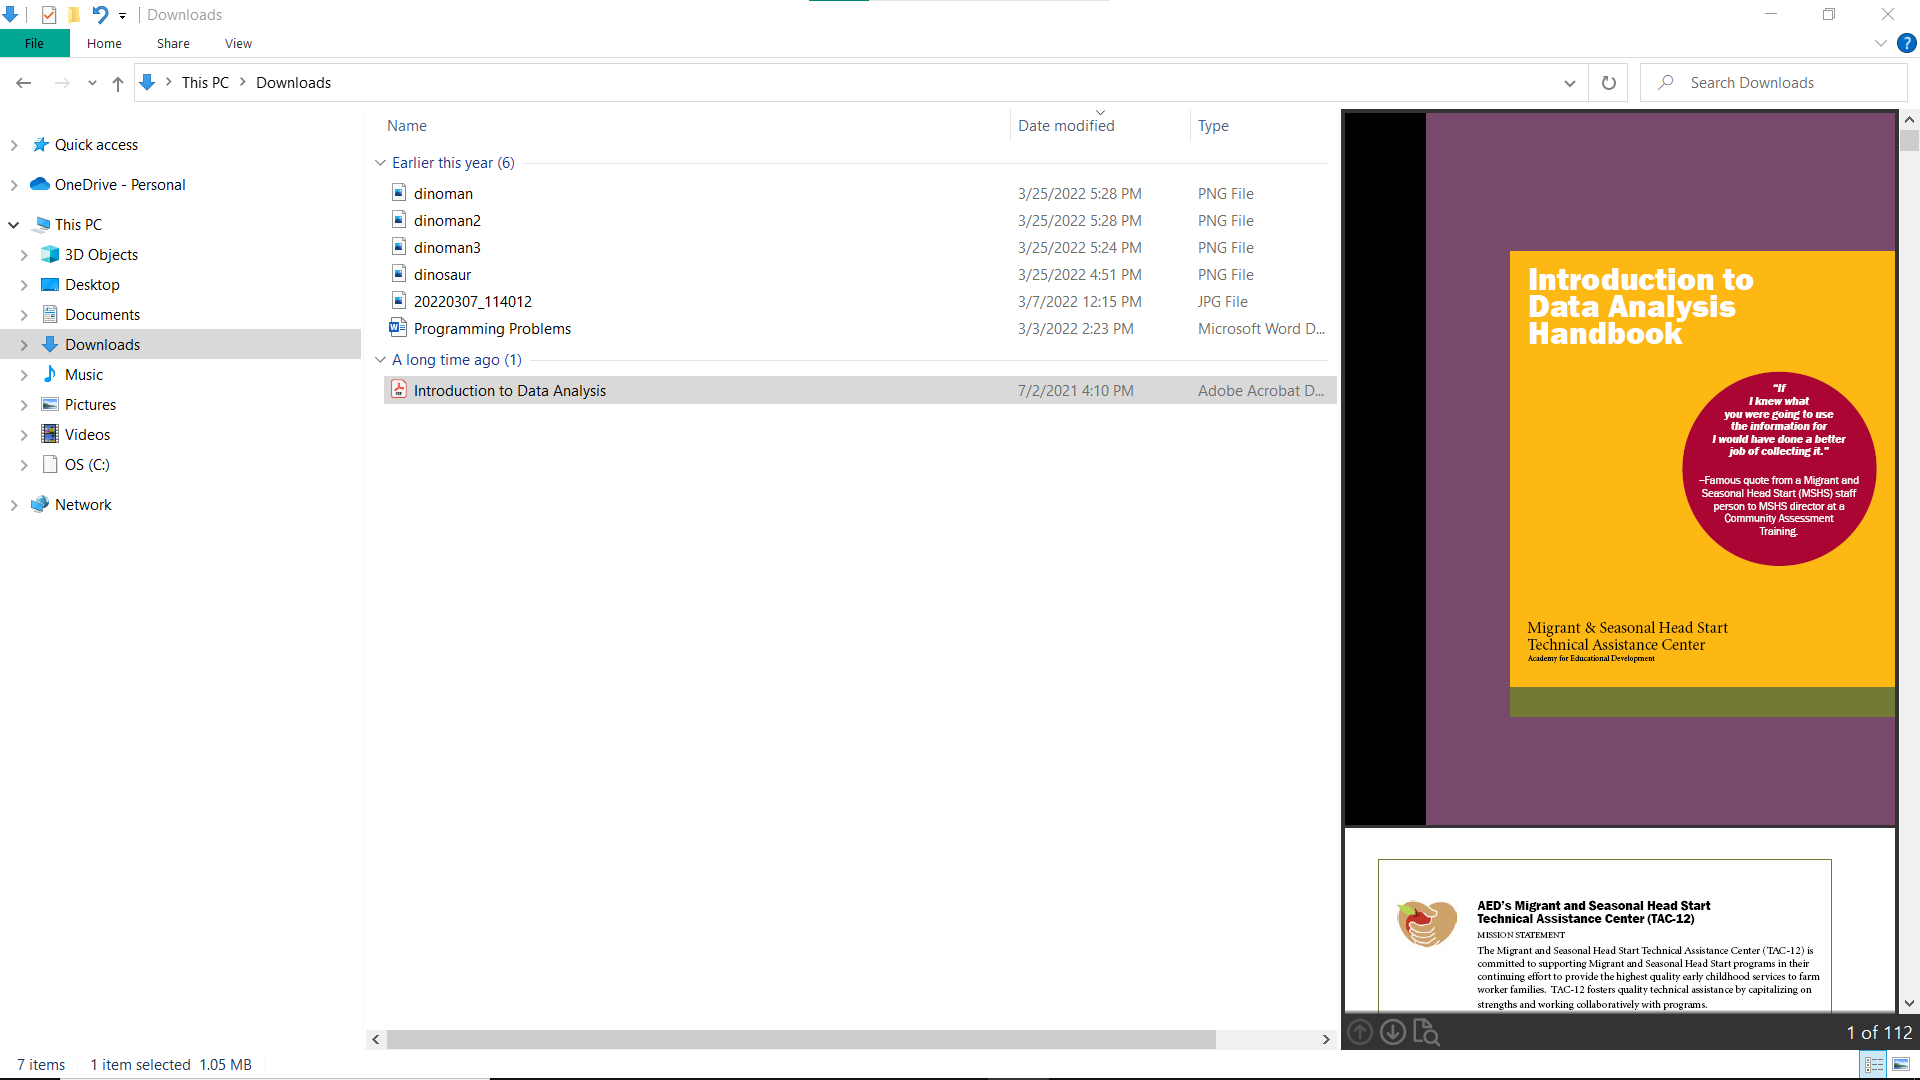 Downloads
File Home Share View
This PC Downloads
Search Downloads
Quick access
OneDrive - Personal
This PC
3D Objects
Desktop
Documents
Downloads
Music
Pictures
Videos
OS (C:)
Network
Name Date modified Type
Earlier this year (6)
dinoman 3/25/2022 5:28 PM PNG File
dinoman2 3/25/2022 5:28 PM PNG File
dinoman3 3/25/2022 5:24 PM PNG File
dinosaur 3/25/2022 4:51 PM PNG File
20220307_114012 3/7/2022 12:15 PM JPG File
Programming Problems 3/3/2022 2:23 PM Microsoft Word D...
A long time ago (1)
Introduction to Data Analysis 7/2/2021 4:10 PM Adobe Acrobat D...
Introduction to
Data Analysis
Handbook
"If
I knew what
you were going to use
the information for
I would have done a better
job of collecting it."
–Famous quote from a Migrant and
Seasonal Head Start (MSHS) staff
person to MSHS director at a
Community Assessment
Training.
Migrant & Seasonal Head Start
Technical Assistance Center
Academy for Educational Development
AED's Migrant and Seasonal Head Start
Technical Assistance Center (TAC-12)
MISSION STATEMENT
The Migrant and Seasonal Head Start Technical Assistance Center (TAC-12) is
committed to supporting Migrant and Seasonal Head Start programs in their
continuing effort to provide the highest quality early childhood services to farm
worker families. TAC-12 fosters quality technical assistance by capitalizing on
strengths and working collaboratively with programs.
1 of 112
7 items 1 item selected 1.05 MB